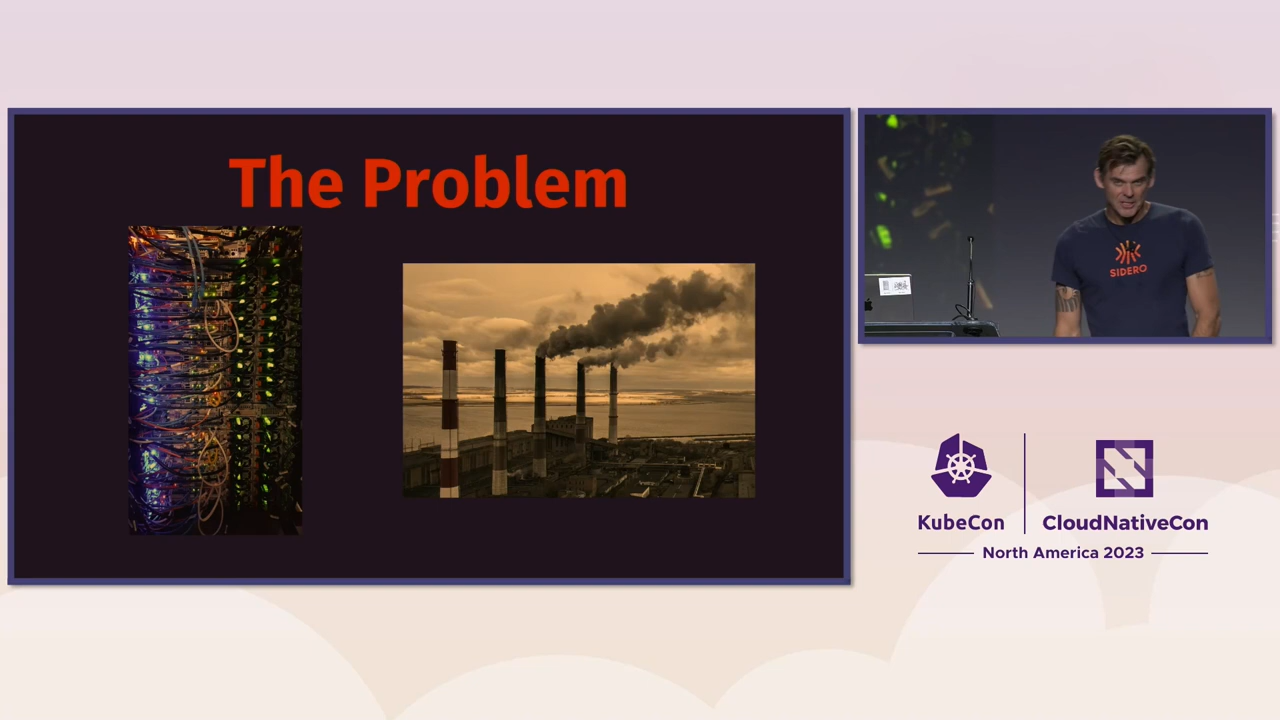 The Problem
SIDERO
KubeCon
CloudNativeCon
North America 2023